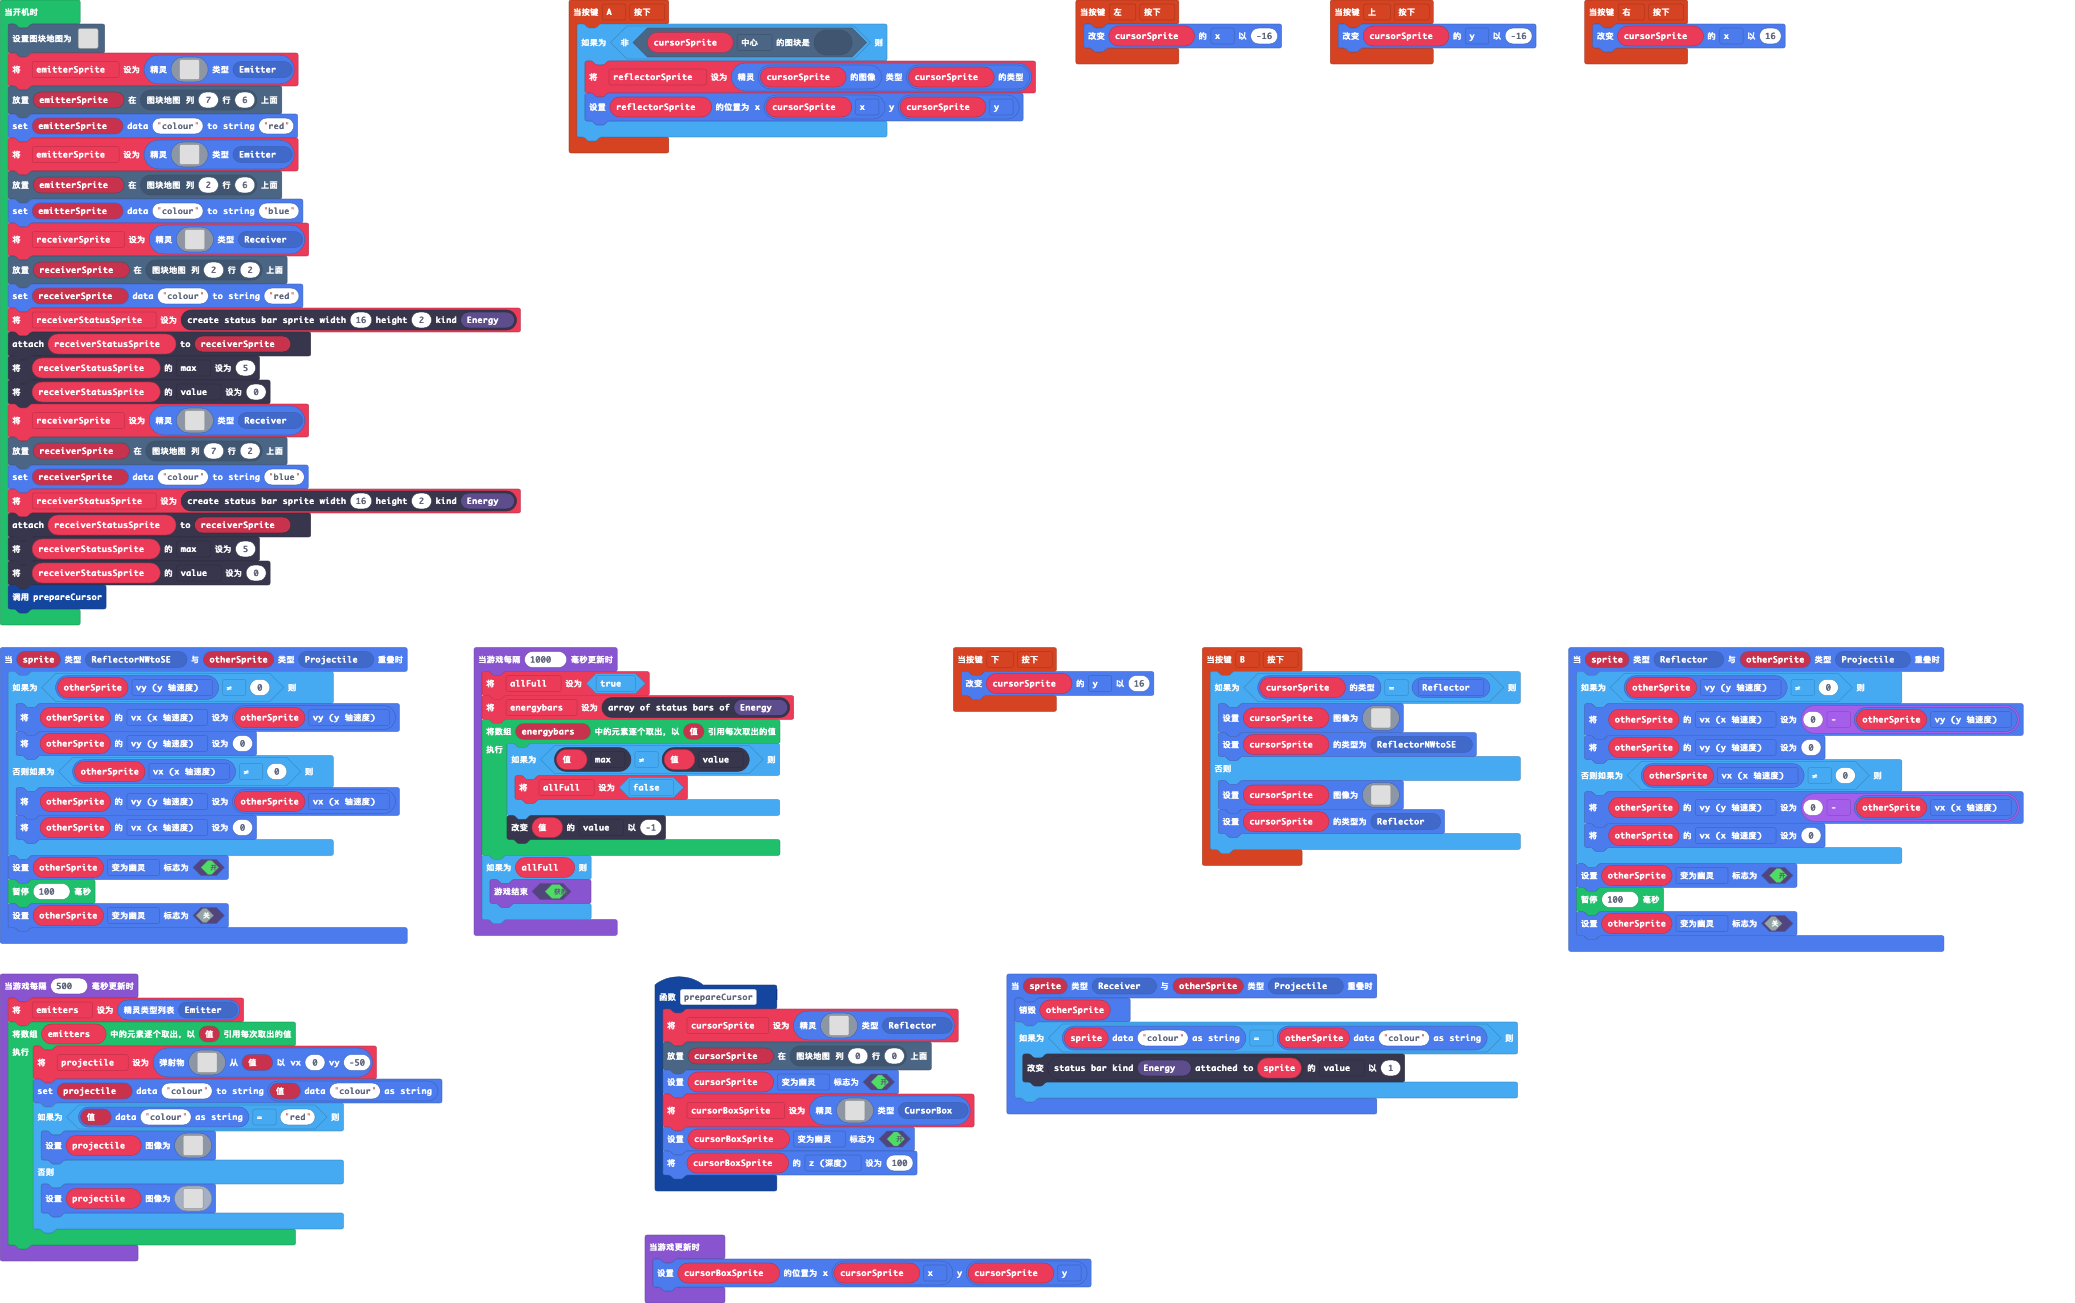 当开机时
设置图块地图为
将 emitterSprite 设为 精灵 类型 Emitter
放置 emitterSprite 在 图块地图 列 7 行 6 上面
set emitterSprite data "colour" to string "red"
将 emitterSprite 设为 精灵 类型 Emitter
放置 emitterSprite 在 图块地图 列 2 行 6 上面
set emitterSprite data "colour" to string "blue"
将 receiverSprite 设为 精灵 类型 Receiver
放置 receiverSprite 在 图块地图 列 2 行 2 上面
set receiverSprite data "colour" to string "red"
将 receiverStatusSprite 设为 create status bar sprite width 16 height 2 kind Energy
attach receiverStatusSprite to receiverSprite
将 receiverStatusSprite 的 max 设为 5
将 receiverStatusSprite 的 value 设为 0
将 receiverSprite 设为 精灵 类型 Receiver
放置 receiverSprite 在 图块地图 列 7 行 2 上面
set receiverSprite data "colour" to string "blue"
将 receiverStatusSprite 设为 create status bar sprite width 16 height 2 kind Energy
attach receiverStatusSprite to receiverSprite
将 receiverStatusSprite 的 max 设为 5
将 receiverStatusSprite 的 value 设为 0
调用 prepareCursor
当按键 A 按下
如果为 非 cursorSprite 中心 的图块是 则
将 reflectorSprite 设为 精灵 cursorSprite 的图像 类型 cursorSprite 的类型
设置 reflectorSprite 的位置为 x cursorSprite x y cursorSprite y
当按键 左 按下
改变 cursorSprite 的 x 以 -16
当按键 上 按下
改变 cursorSprite 的 y 以 -16
当按键 右 按下
改变 cursorSprite 的 x 以 16
当 sprite 类型 ReflectorNWtoSE 与 otherSprite 类型 Projectile 重叠时
如果为 otherSprite vy (y 轴速度) ≠ 0 则
将 otherSprite 的 vx (x 轴速度) 设为 otherSprite vy (y 轴速度)
将 otherSprite 的 vy (y 轴速度) 设为 0
否则如果为 otherSprite vx (x 轴速度) ≠ 0 则
将 otherSprite 的 vy (y 轴速度) 设为 otherSprite vx (x 轴速度)
将 otherSprite 的 vx (x 轴速度) 设为 0
设置 otherSprite 变为幽灵 标志为 开
暂停 100 毫秒
设置 otherSprite 变为幽灵 标志为 关
当游戏每隔 1000 毫秒更新时
将 allFull 设为 true
将 energybars 设为 array of status bars of Energy
将数组 energybars 中的元素逐个取出，以 值 引用每次取出的值
执行
如果为 值 max ≠ 值 value 则
将 allFull 设为 false
改变 值 的 value 以 -1
如果为 allFull 则
游戏结束
当按键 下 按下
改变 cursorSprite 的 y 以 16
当按键 B 按下
如果为 cursorSprite 的类型 = Reflector 则
设置 cursorSprite 图像为
设置 cursorSprite 的类型为 ReflectorNWtoSE
否则
设置 cursorSprite 图像为
设置 cursorSprite 的类型为 Reflector
当 sprite 类型 Reflector 与 otherSprite 类型 Projectile 重叠时
如果为 otherSprite vy (y 轴速度) ≠ 0 则
将 otherSprite 的 vx (x 轴速度) 设为 0 - otherSprite vy (y 轴速度)
将 otherSprite 的 vy (y 轴速度) 设为 0
否则如果为 otherSprite vx (x 轴速度) ≠ 0 则
将 otherSprite 的 vy (y 轴速度) 设为 0 - otherSprite vx (x 轴速度)
将 otherSprite 的 vx (x 轴速度) 设为 0
设置 otherSprite 变为幽灵 标志为 开
暂停 100 毫秒
设置 otherSprite 变为幽灵 标志为 关
当游戏每隔 500 毫秒更新时
将 emitters 设为 精灵类型列表 Emitter
将数组 emitters 中的元素逐个取出，以 值 引用每次取出的值
执行
将 projectile 设为 弹射物 从 值 以 vx 0 vy -50
set projectile data "colour" to string 值 data "colour" as string
如果为 值 data "colour" as string = "red" 则
设置 projectile 图像为
否则
设置 projectile 图像为
函数 prepareCursor
将 cursorSprite 设为 精灵 类型 Reflector
放置 cursorSprite 在 图块地图 列 0 行 0 上面
设置 cursorSprite 变为幽灵 标志为 开
将 cursorBoxSprite 设为 精灵 类型 CursorBox
设置 cursorBoxSprite 变为幽灵 标志为 开
将 cursorBoxSprite 的 z (深度) 设为 100
当 sprite 类型 Receiver 与 otherSprite 类型 Projectile 重叠时
销毁 otherSprite
如果为 sprite data "colour" as string = otherSprite data "colour" as string 则
改变 status bar kind Energy attached to sprite 的 value 以 1
当游戏更新时
设置 cursorBoxSprite 的位置为 x cursorSprite x y cursorSprite y